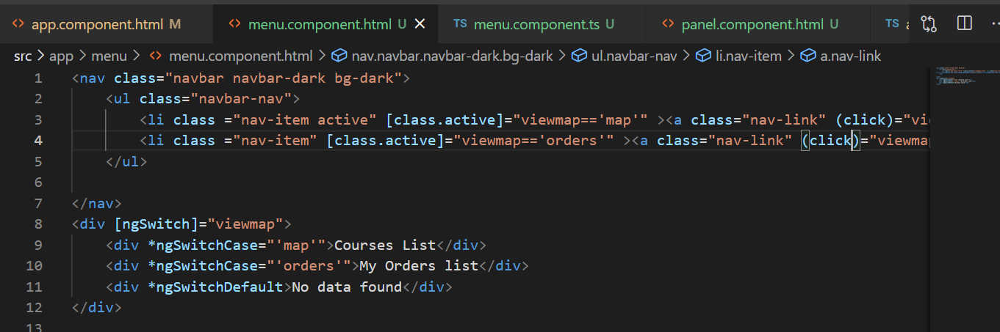 app.component.html M menu.component.html U TS menu.component.ts U panel.component.html U TS
src > app > menu > menu.component.html > nav.navbar.navbar-dark.bg-dark > ul.navbar-nav > li.nav-item > a.nav-link
1 <nav class="navbar navbar-dark bg-dark">
2 <ul class="navbar-nav">
3 <li class ="nav-item active" [class.active]="viewmap=='map'" ><a class="nav-link" (click)="vie
4 <li class ="nav-item" [class.active]="viewmap=='orders'" ><a class="nav-link" (click)="viewmap
5 </ul>
6
7 </nav>
8 <div [ngSwitch]="viewmap">
9 <div *ngSwitchCase="'map'">Courses List</div>
10 <div *ngSwitchCase="'orders'">My Orders list</div>
11 <div *ngSwitchDefault>No data found</div>
12 </div>
13